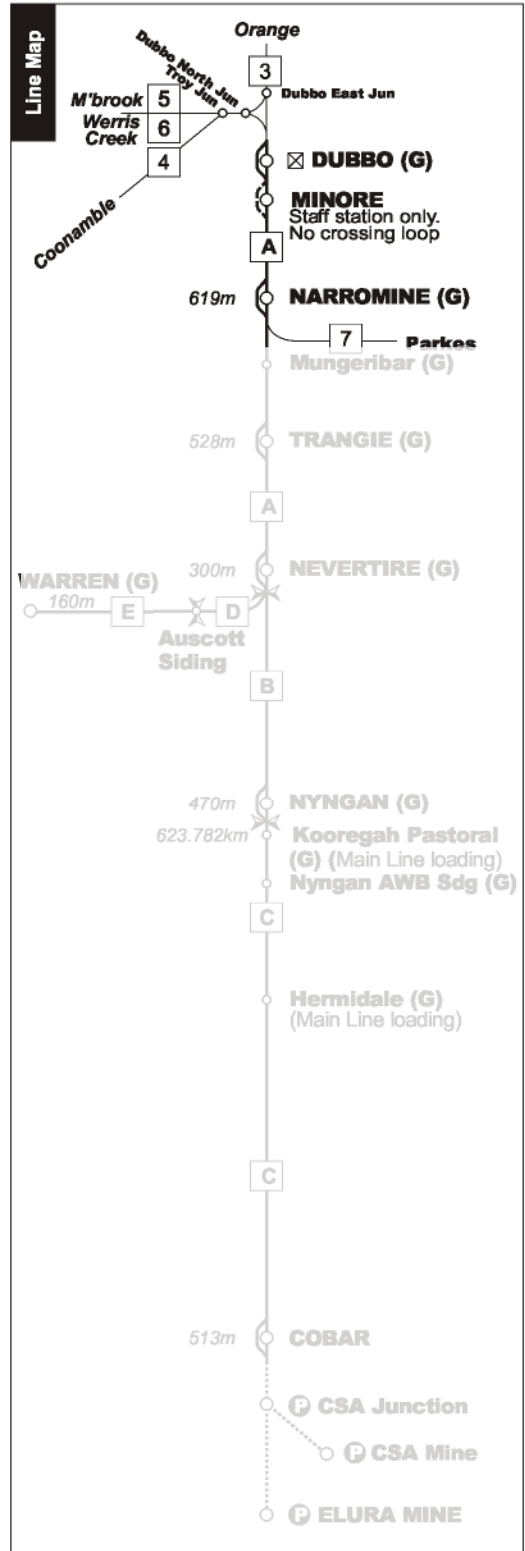 Line Map
Orange
3
Dubbo North Jun
Troy Jun
Dubbo East Jun
M'brook 5
Werris Creek 6
4
Coonamble
DUBBO (G)
MINORE
Staff station only.
No crossing loop
A
619m NARROMINE (G)
7 Parkes
Mungeribar (G)
528m TRANGIE (G)
A
300m NEVERTIRE (G)
WARREN (G)
160m E D
Auscott
Siding
B
470m NYNGAN (G)
623.782km Kooregah Pastoral
(G) (Main Line loading)
Nyngan AWB Sdg (G)
C
Hermidale (G)
(Main Line loading)
C
513m COBAR
P CSA Junction
P CSA Mine
P ELURA MINE